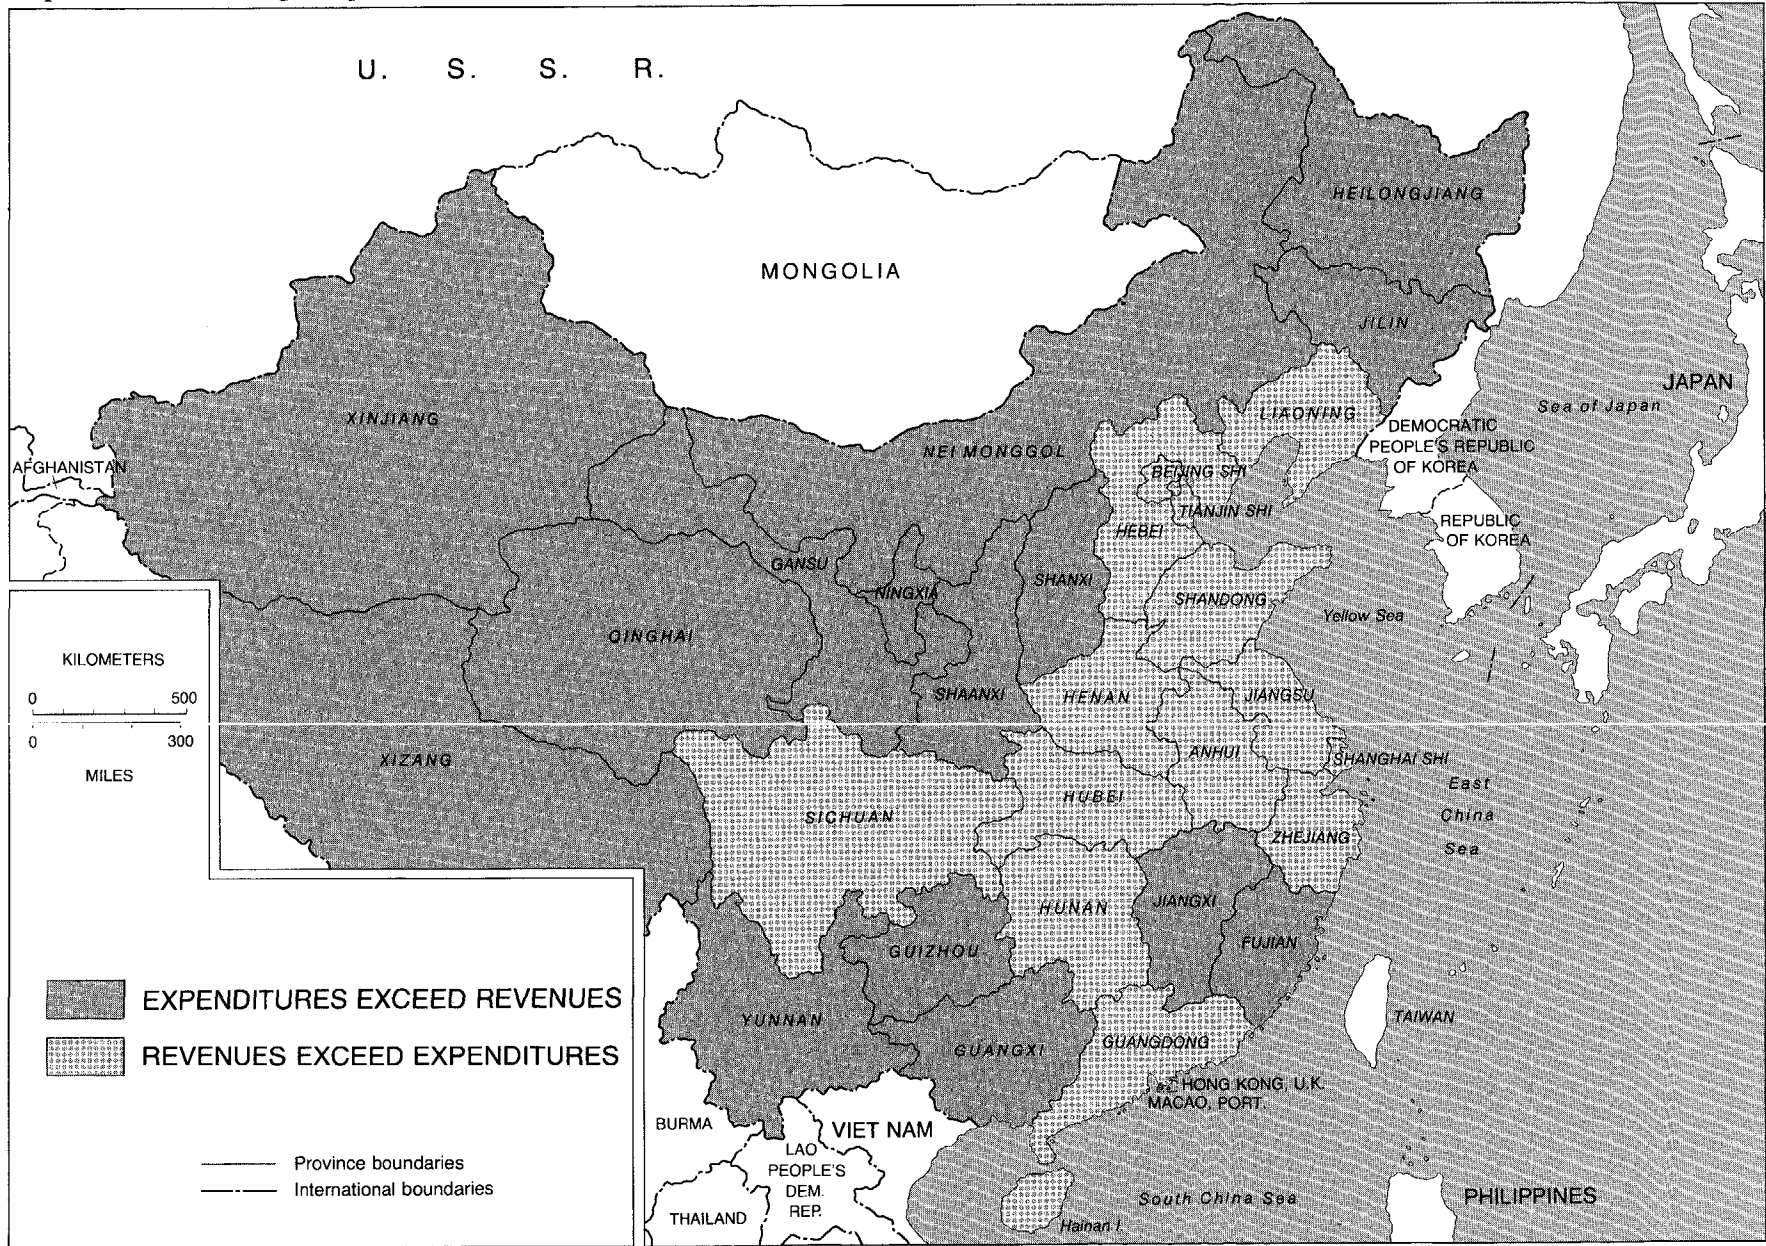 U. S. S. R.
HEILONGJIANG
MONGOLIA
JILIN
JAPAN
Sea of Japan
XINJIANG
LIAONING
DEMOCRATIC
PEOPLE'S REPUBLIC
OF KOREA
NEI MONGGOL
AFGHANISTAN
BEIJING SHI
TIANJIN SHI
REPUBLIC
OF KOREA
HEBEI
GANSU
SHANXI
NINGXIA
SHANDONG
Yellow Sea
QINGHAI
KILOMETERS
0 500
0 300
MILES
SHAANXI
HENAN
JIANGSU
XIZANG
ANHUI
SHANGHAI SHI
East
China
Sea
HUBEI
SICHUAN
ZHEJIANG
HUNAN
JIANGXI
FUJIAN
GUIZHOU
EXPENDITURES EXCEED REVENUES
YUNNAN
TAIWAN
REVENUES EXCEED EXPENDITURES
GUANGXI
GUANGDONG
HONG KONG, U.K.
MACAO, PORT.
BURMA
VIET NAM
LAO
PEOPLE'S
DEM.
REP.
Province boundaries
International boundaries
THAILAND
South China Sea
Hainan I.
PHILIPPINES